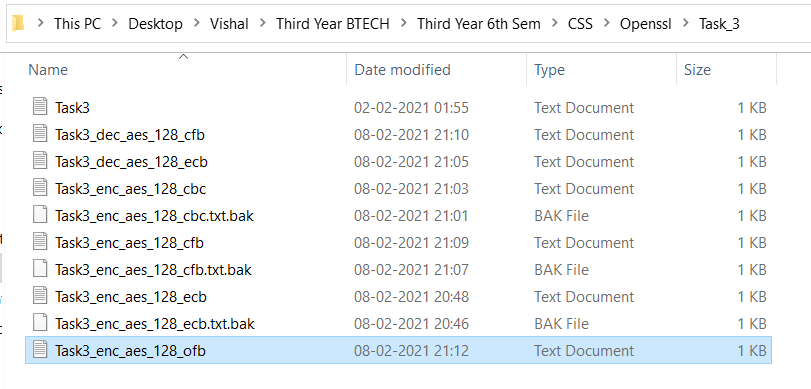 This PC > Desktop > Vishal > Third Year BTECH > Third Year 6th Sem > CSS > Openssl > Task_3
Name Date modified Type Size
Task3 02-02-2021 01:55 Text Document 1 KB
Task3_dec_aes_128_cfb 08-02-2021 21:10 Text Document 1 KB
Task3_dec_aes_128_ecb 08-02-2021 21:05 Text Document 1 KB
Task3_enc_aes_128_cbc 08-02-2021 21:03 Text Document 1 KB
Task3_enc_aes_128_cbc.txt.bak 08-02-2021 21:01 BAK File 1 KB
Task3_enc_aes_128_cfb 08-02-2021 21:09 Text Document 1 KB
Task3_enc_aes_128_cfb.txt.bak 08-02-2021 21:07 BAK File 1 KB
Task3_enc_aes_128_ecb 08-02-2021 20:48 Text Document 1 KB
Task3_enc_aes_128_ecb.txt.bak 08-02-2021 20:46 BAK File 1 KB
Task3_enc_aes_128_ofb 08-02-2021 21:12 Text Document 1 KB